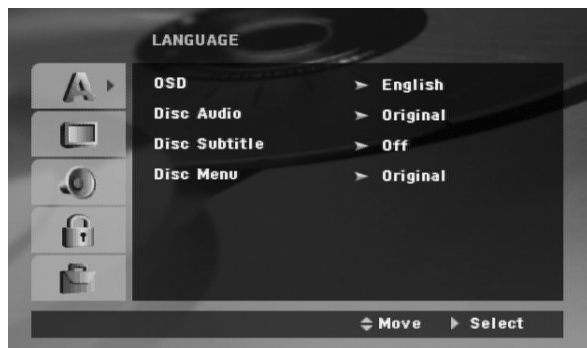 LANGUAGE
OSD ➤ English
Disc Audio ➤ Original
Disc Subtitle ➤ Off
Disc Menu ➤ Original
Move Select